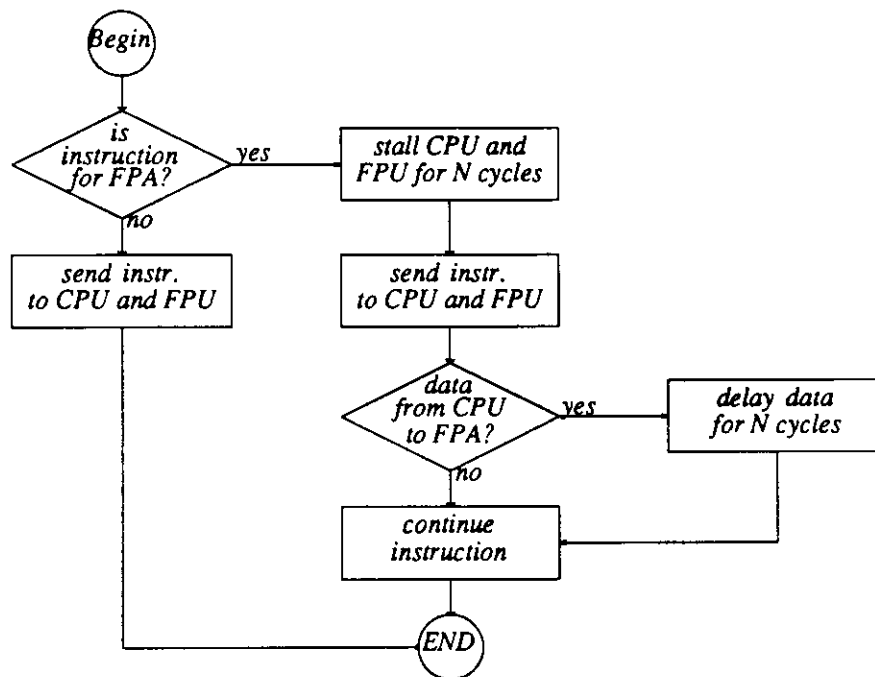 Begin
is
instruction
for FPA?
yes
no
stall CPU and
FPU for N cycles
send instr.
to CPU and FPU
send instr.
to CPU and FPU
data
from CPU
to FPA?
yes
no
delay data
for N cycles
continue
instruction
END